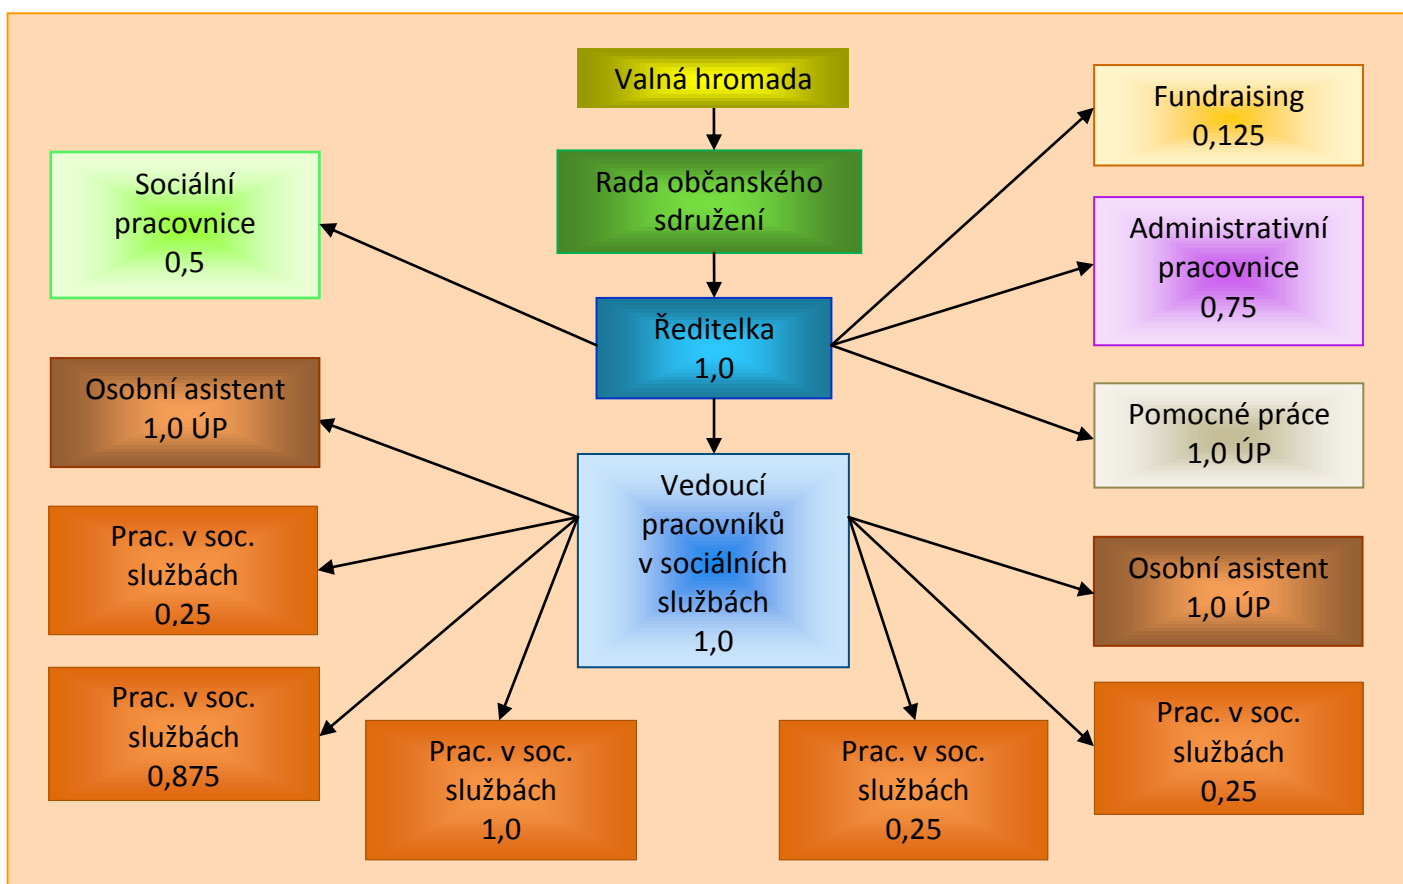 Valná hromada
Fundraising
0,125
Rada občanského
sdružení
Sociální
pracovnice
0,5
Administrativní
pracovnice
0,75
Ředitelka
1,0
Osobní asistent
1,0 ÚP
Pomocné práce
1,0 ÚP
Vedoucí
pracovníků
v sociálních
službách
1,0
Prac. v soc.
službách
0,25
Osobní asistent
1,0 ÚP
Prac. v soc.
službách
0,875
Prac. v soc.
službách
1,0
Prac. v soc.
službách
0,25
Prac. v soc.
službách
0,25